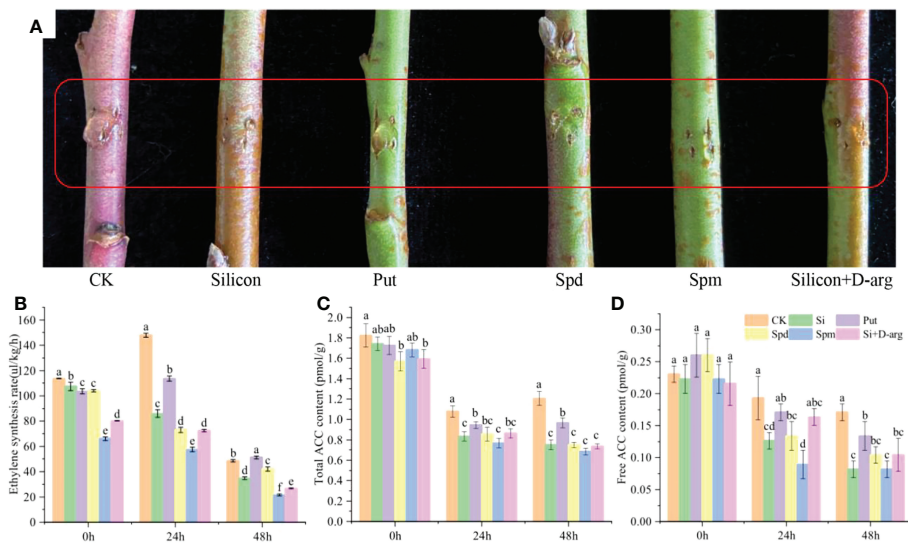 A
CK Silicon Put Spd Spm Silicon+D-arg
B
Ethylene synthesis rate(ul/kg/h)
160
140
120
00
80
60
40
20
0
a b c c e d
a c b d e d
b d a c f e
0h 24h 48h
C
Total ACC content (pmol/g)
2.0
1.8
1.6
1.4
1.2
1.0
0.8
0.6
0.4
0.2
0.0
a ab ab b ab b
a c b bc c bc
a c b c c c
0h 24h 48h
D
Free ACC content (pmol/g)
0.30
0.25
0.20
0.15
0.10
0.05
0.00
CK Si Put
Spd Spm Si+D-arg
a a a a a a
a cd ab bc d abc
a c b bc c bc
0h 24h 48h